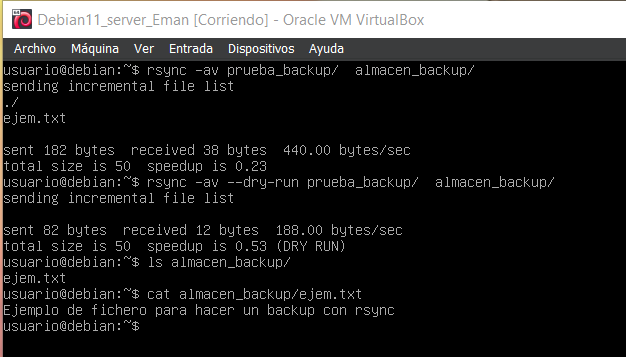 Debian11_server_Eman [Corriendo] - Oracle VM VirtualBox
Archivo Máquina Ver Entrada Dispositivos Ayuda
usuario@debian:~$ rsync -av prueba_backup/  almacen_backup/
sending incremental file list
./
ejem.txt
sent 182 bytes  received 38 bytes  440.00 bytes/sec
total size is 50  speedup is 0.23
usuario@debian:~$ rsync -av --dry-run prueba_backup/  almacen_backup/
sending incremental file list
sent 82 bytes  received 12 bytes  188.00 bytes/sec
total size is 50  speedup is 0.53 (DRY RUN)
usuario@debian:~$ ls almacen_backup/
ejem.txt
usuario@debian:~$ cat almacen_backup/ejem.txt
Ejemplo de fichero para hacer un backup con rsync
usuario@debian:~$